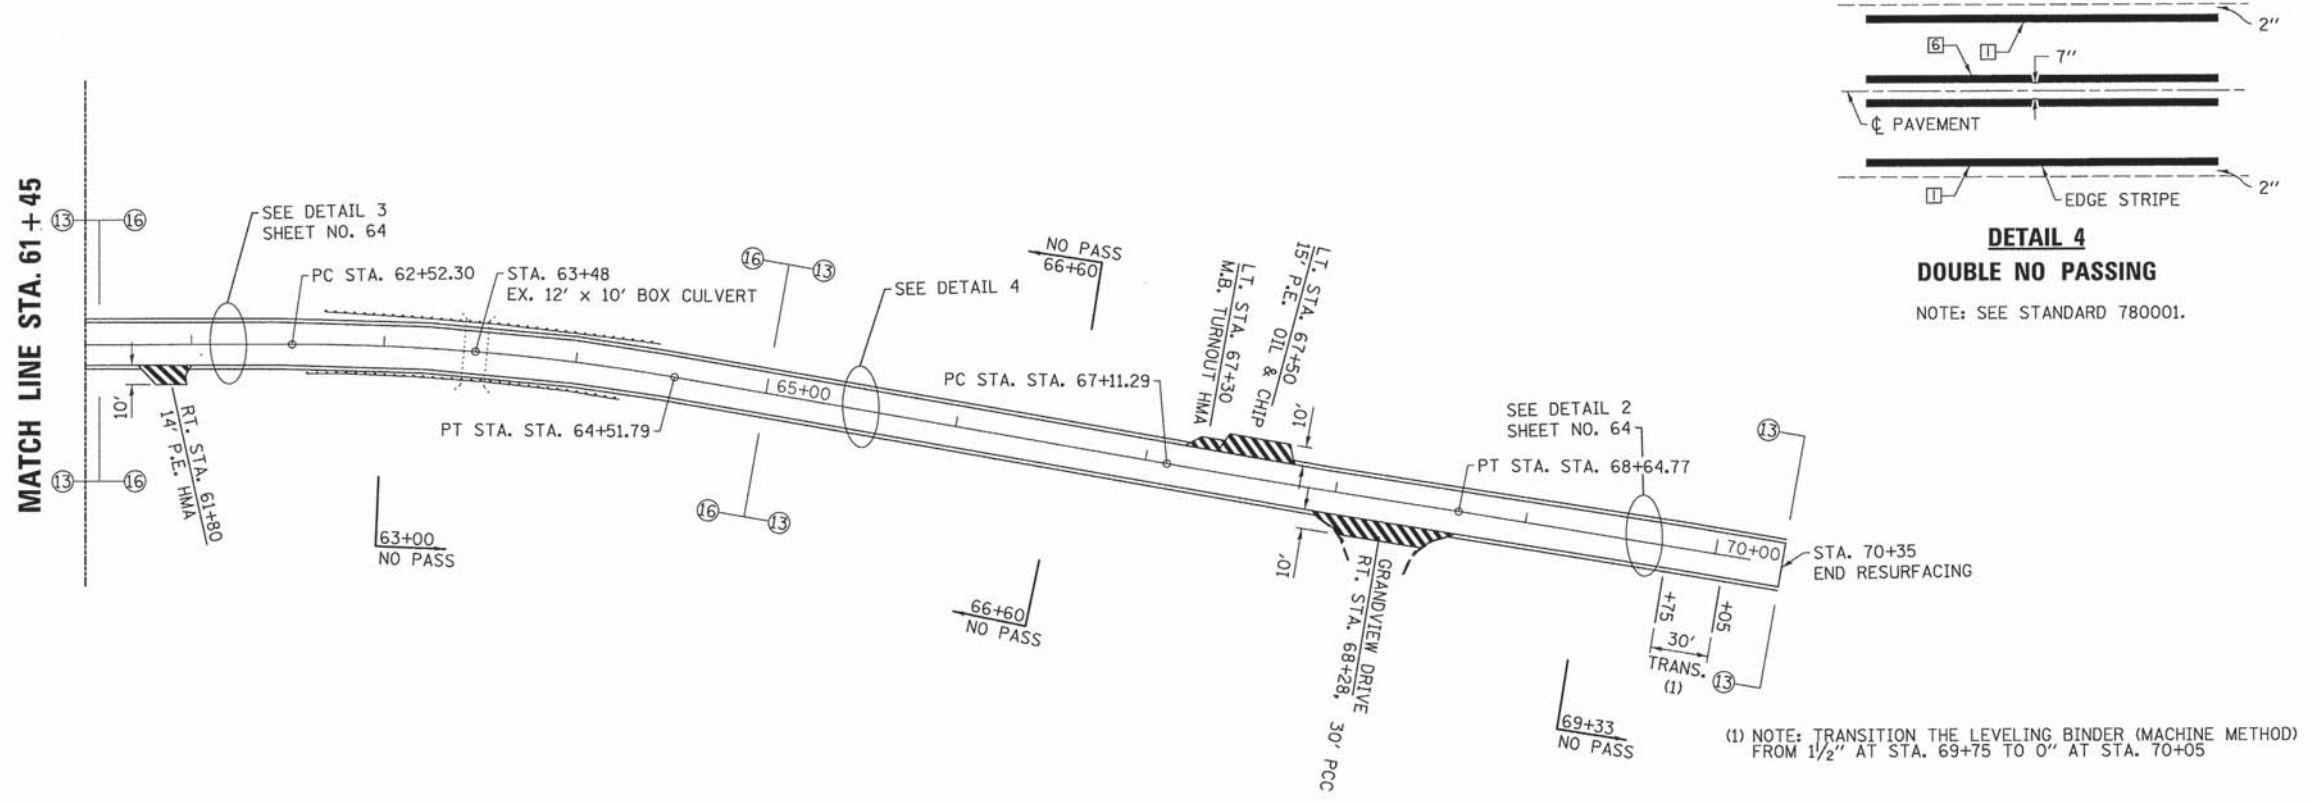 MATCH LINE STA. 61+45
13
16
13
16
SEE DETAIL 3
SHEET NO. 64
PC STA. 62+52.30
STA. 63+48
EX. 12' x 10' BOX CULVERT
10'
RT. STA. 61+80
14' P.E. HMA
PT STA. STA. 64+51.79
63+00
NO PASS
16
13
16
13
65+00
SEE DETAIL 4
NO PASS
66+60
66+60
NO PASS
PC STA. STA. 67+11.29
LT. STA. 67+30
M.B. TURNOUT HMA
LT. STA. 67+50
15' P.E. OIL & CHIP
10'
10'
GRANDVIEW DRIVE
RT. STA. 68+28, 30' PCC
PT STA. STA. 68+64.77
SEE DETAIL 2
SHEET NO. 64
69+33
NO PASS
13
70+00
STA. 70+35
END RESURFACING
+75
+05
30'
TRANS.
(1)
13
(1) NOTE: TRANSITION THE LEVELING BINDER (MACHINE METHOD)
FROM 1 1/2" AT STA. 69+75 TO 0" AT STA. 70+05
2"
6
1
7"
℄ PAVEMENT
1
EDGE STRIPE
2"
DETAIL 4
DOUBLE NO PASSING
NOTE: SEE STANDARD 780001.